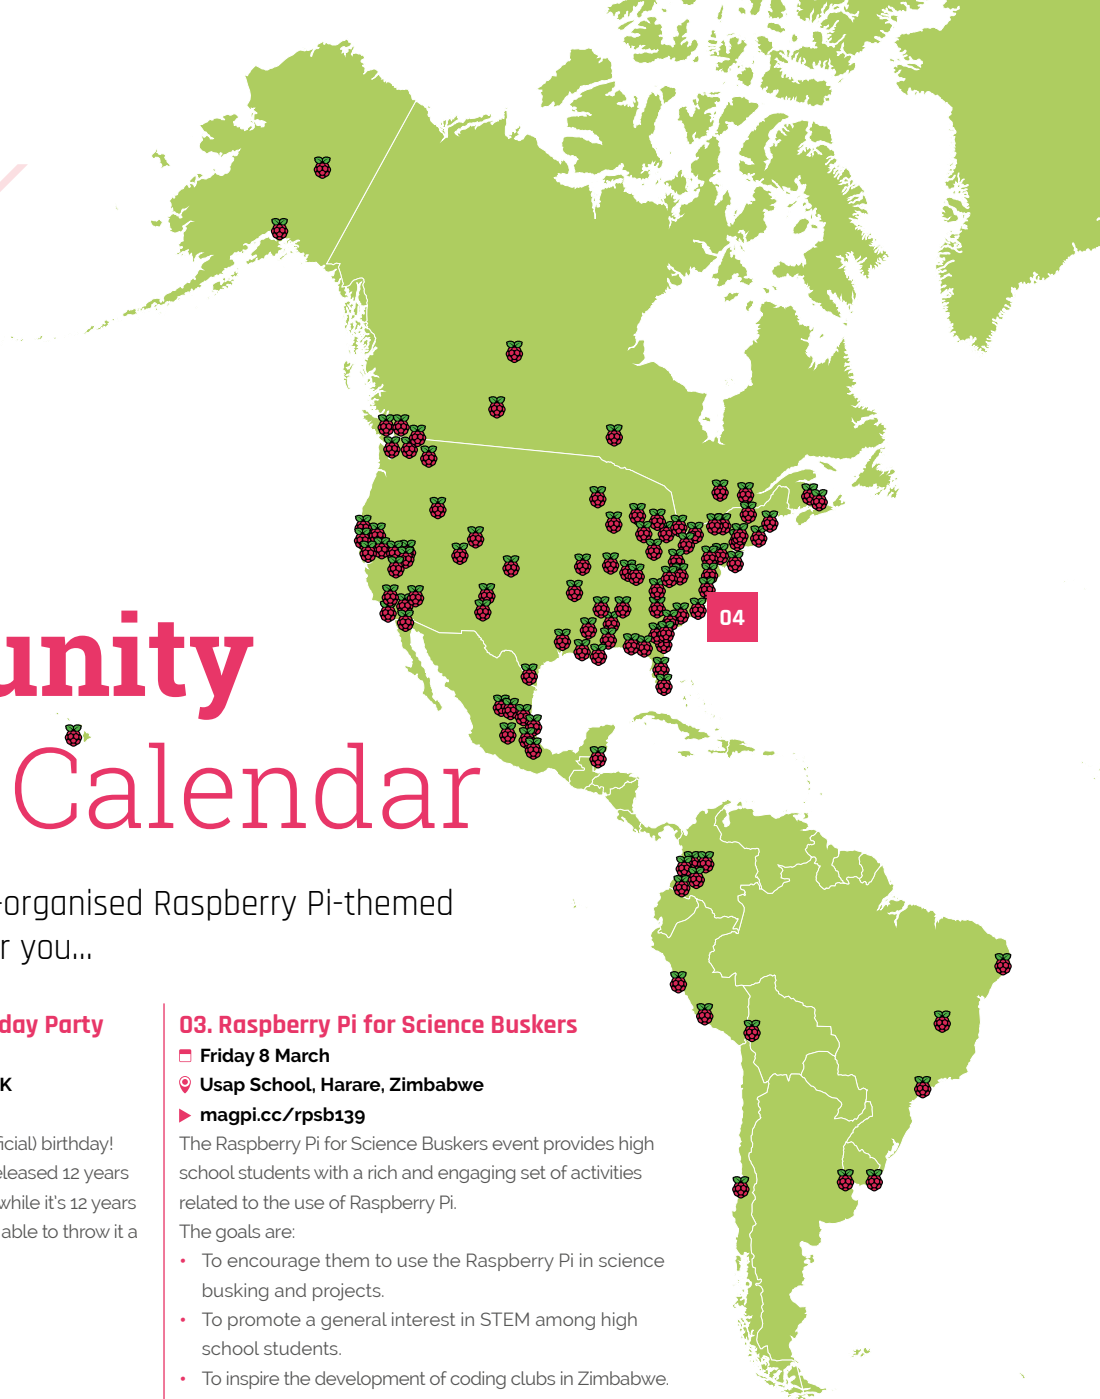 04
unity
Calendar
-organised Raspberry Pi-themed
r you...
day Party
K
ficial) birthday!
eleased 12 years
while it's 12 years
able to throw it a
03. Raspberry Pi for Science Buskers
Friday 8 March
Usap School, Harare, Zimbabwe
magpi.cc/rpsb139
The Raspberry Pi for Science Buskers event provides high
school students with a rich and engaging set of activities
related to the use of Raspberry Pi.
The goals are:
• To encourage them to use the Raspberry Pi in science
busking and projects.
• To promote a general interest in STEM among high
school students.
• To inspire the development of coding clubs in Zimbabwe.